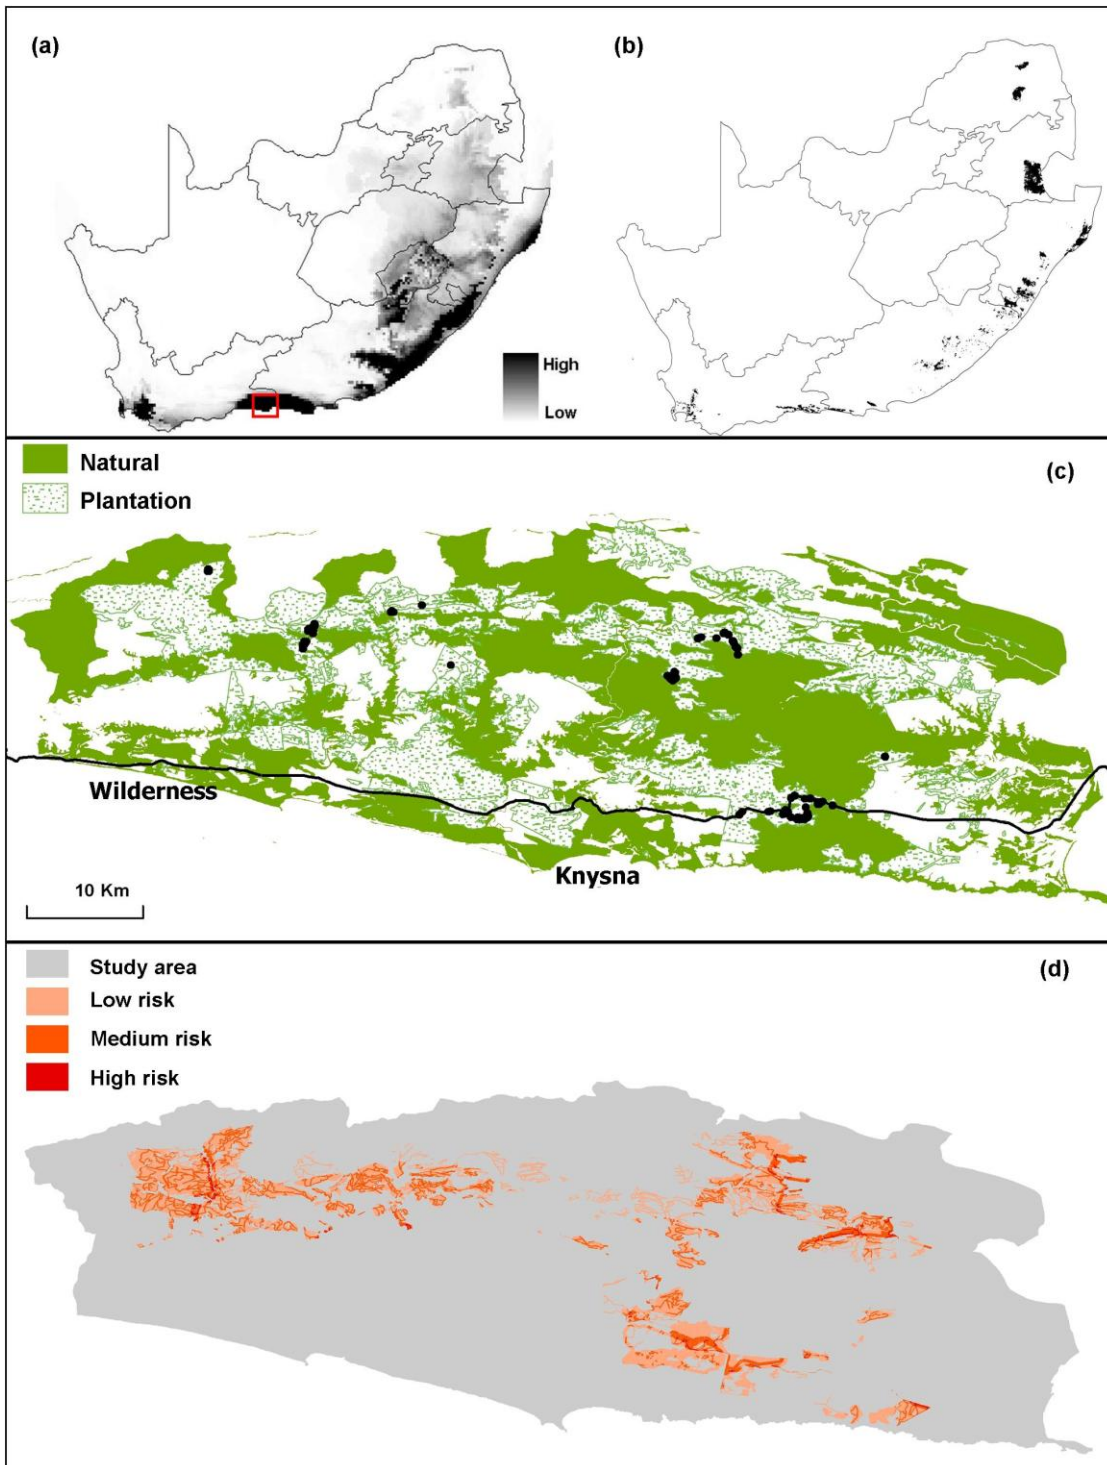 (a)
(b)
High
Low
Natural
Plantation
(c)
Wilderness
Knysna
10 Km
Study area
Low risk
Medium risk
High risk
(d)